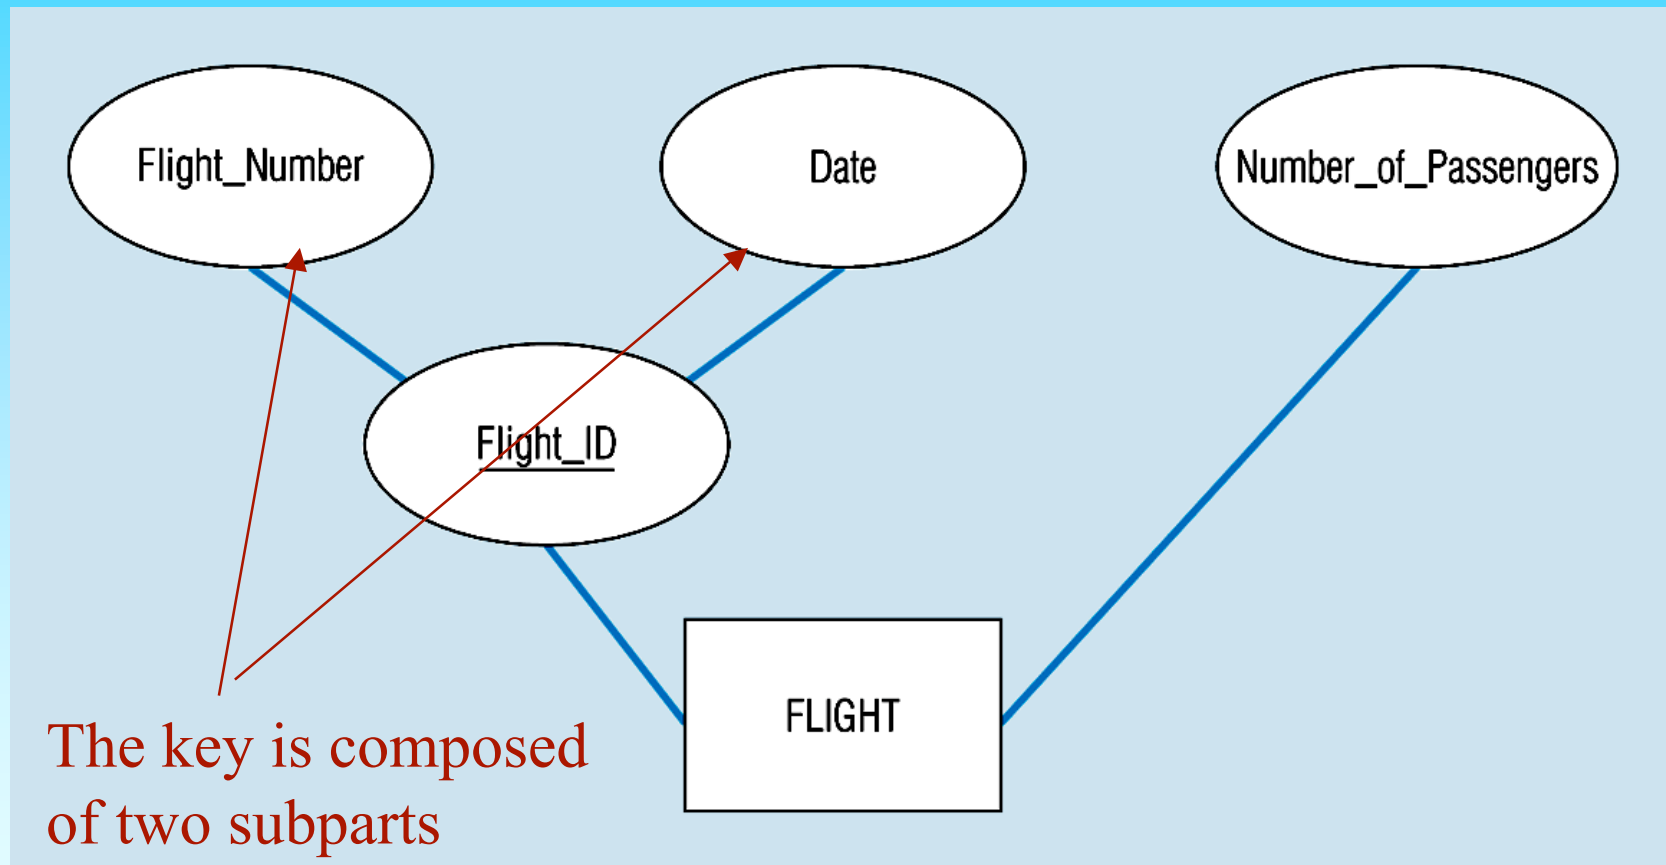 Flight_Number
Date
Number_of_Passengers
Flight_ID
FLIGHT
The key is composed
of two subparts